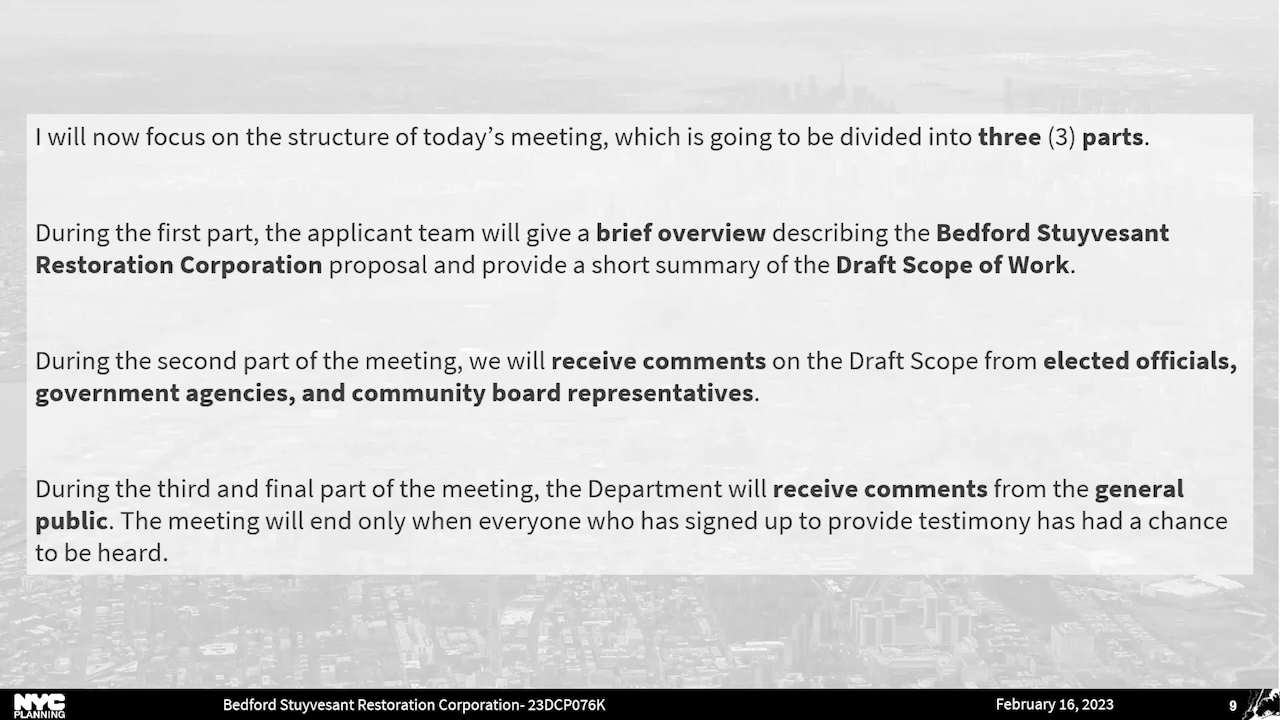 I will now focus on the structure of today’s meeting, which is going to be divided into three (3) parts.
During the first part, the applicant team will give a brief overview describing the Bedford Stuyvesant
Restoration Corporation proposal and provide a short summary of the Draft Scope of Work.
During the second part of the meeting, we will receive comments on the Draft Scope from elected officials,
government agencies, and community board representatives.
During the third and final part of the meeting, the Department will receive comments from the general
public. The meeting will end only when everyone who has signed up to provide testimony has had a chance
to be heard.
NYC
PLANNING
Bedford Stuyvesant Restoration Corporation- 23DCP076K
February 16, 2023
9